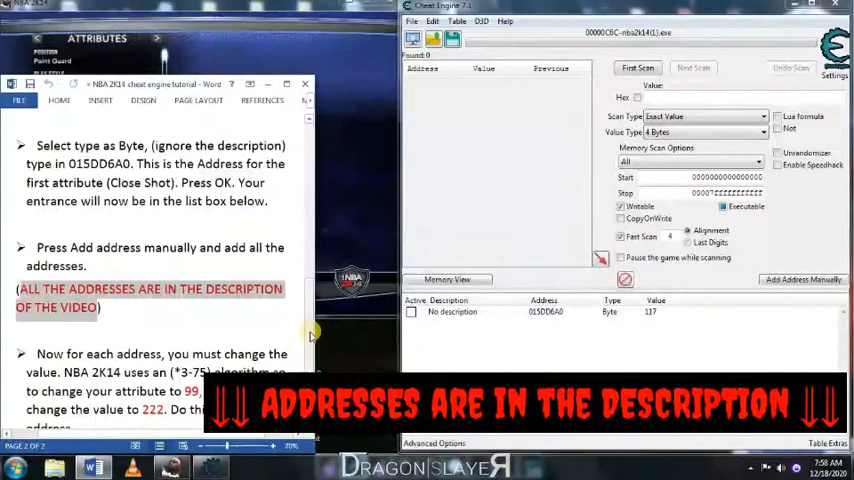 NBA 2K14
< ATTRIBUTES >
POSITION
Point Guard
NBA 2K14 cheat engine tutorial - Word
FILE HOME INSERT DESIGN PAGE LAYOUT REFERENCES
➢ Select type as Byte, (ignore the description)
type in 015DD6A0. This is the Address for the
first attribute (Close Shot). Press OK. Your
entrance will now be in the list box below.
➢ Press Add address manually and add all the
addresses.
(ALL THE ADDRESSES ARE IN THE DESCRIPTION
OF THE VIDEO)
➢ Now for each address, you must change the
value. NBA 2K14 uses an (*3-75) algorithm so
to change your attribute to 99,
change the value to 222. Do thi
PAGE 2 OF 2 70%
Cheat Engine 7.1
File Edit Table D3D Help
00000C6C-nba2k14(1).exe
Found: 0
Address Value Previous
First Scan Next Scan Undo Scan
Settings
Value:
Hex
Scan Type Exact Value
Lua formula
Not
Value Type 4 Bytes
Memory Scan Options
All
Unrandomizer
Enable Speedhack
Start 0000000000000000
Stop 00007fffffffffff
Writable Executable
CopyOnWrite
Fast Scan 4 Alignment
Last Digits
Pause the game while scanning
Memory View Add Address Manually
Active Description Address Type Value
No description 015DD6A0 Byte 117
⇓⇓ ADDRESSES ARE IN THE DESCRIPTION ⇓⇓
Advanced Options Table Extras
DRAGON|SLAYER
7:58 AM
12/18/2020